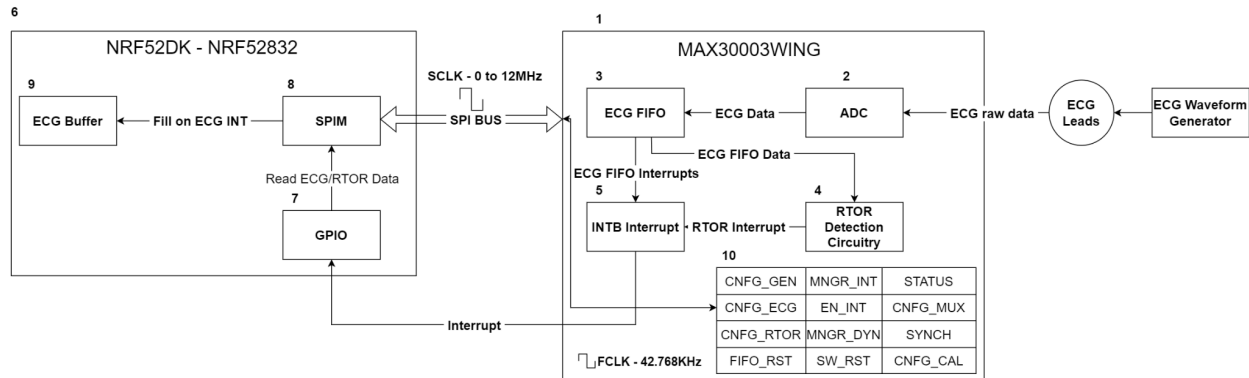 6
1
NRF52DK - NRF52832
MAX30003WING
9
8
SCLK - 0 to 12MHz
3
2
ECG Buffer
Fill on ECG INT
SPIM
SPI BUS
ECG FIFO
ECG Data
ADC
ECG raw data
ECG
Leads
ECG Waveform
Generator
ECG FIFO Data
Read ECG/RTOR Data
ECG FIFO Interrupts
7
5
4
GPIO
INTB Interrupt
RTOR Interrupt
RTOR
Detection
Circuitry
10
CNFG_GEN MNGR_INT STATUS
CNFG_ECG EN_INT CNFG_MUX
Interrupt
CNFG_RTOR MNGR_DYN SYNCH
FCLK - 42.768KHz
FIFO_RST SW_RST CNFG_CAL